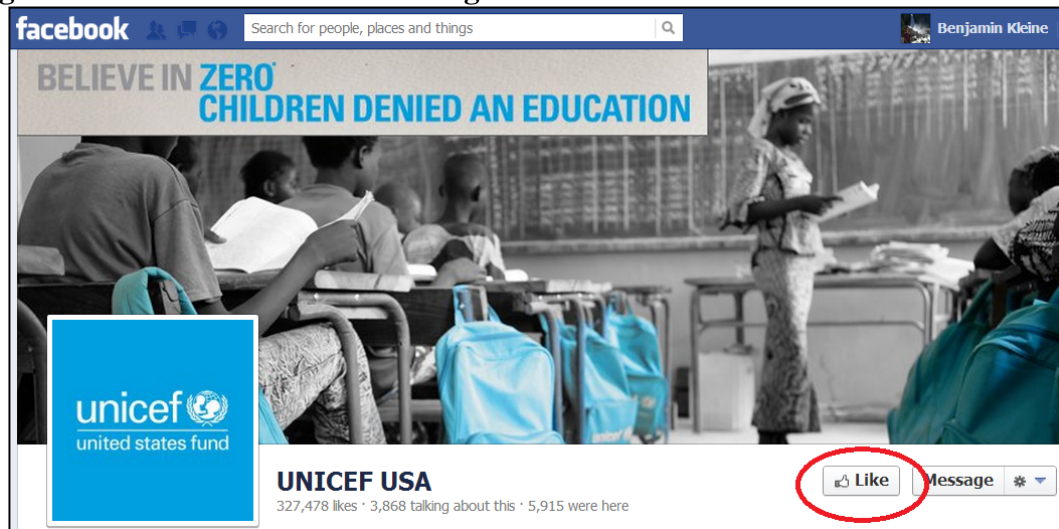 facebook
Search for people, places and things
Benjamin Kleine
BELIEVE IN ZERO
CHILDREN DENIED AN EDUCATION
unicef
united states fund
UNICEF USA
Like
Message
327,478 likes · 3,868 talking about this · 5,915 were here